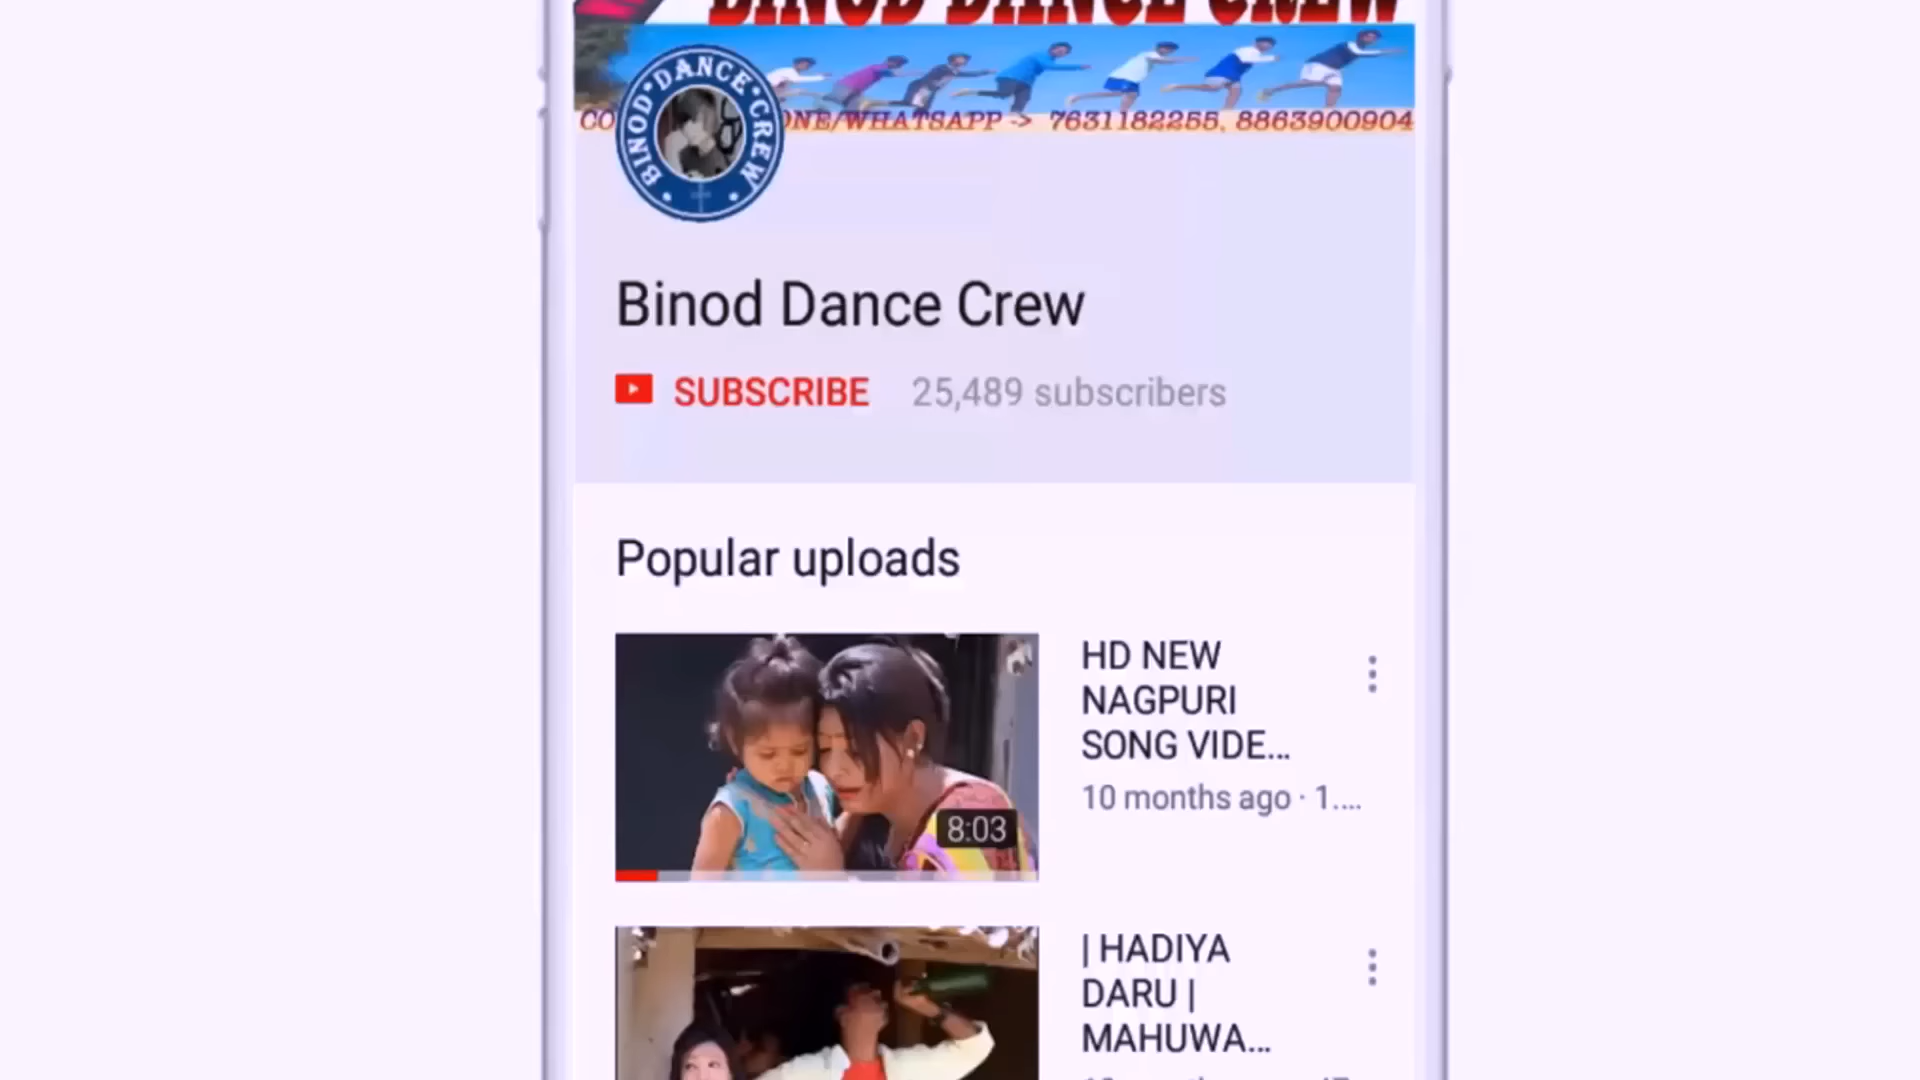 BINOD DANCE CREW
BINOD DANCE CREW
CO ONE/WHATSAPP -> 7631182255, 8863900904
Binod Dance Crew
SUBSCRIBE 25,489 subscribers
Popular uploads
HD NEW
NAGPURI
SONG VIDE...
10 months ago · 1....
8:03
| HADIYA
DARU |
MAHUWA...